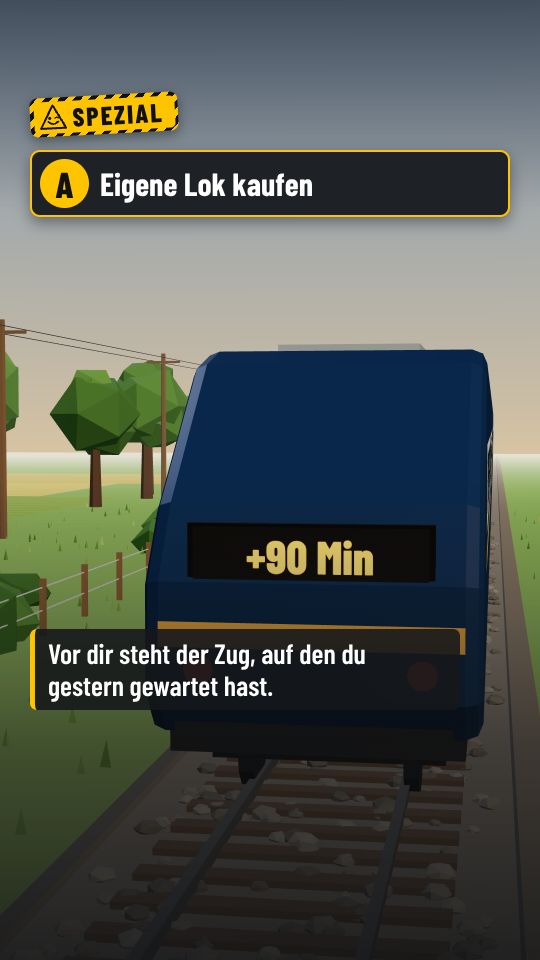 SPEZIAL
A Eigene Lok kaufen
+90 Min
Vor dir steht der Zug, auf den du
gestern gewartet hast.